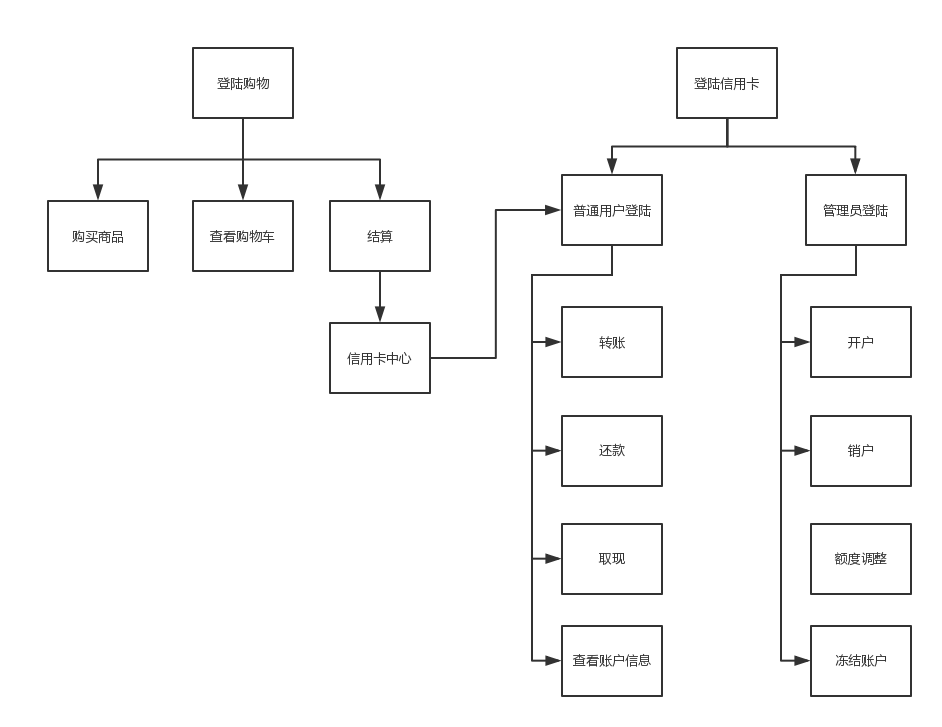 登陆购物
登陆信用卡
普通用户登陆
管理员登陆
购买商品
查看购物车
结算
信用卡中心
转账
开户
还款
销户
取现
额度调整
查看账户信息
冻结账户